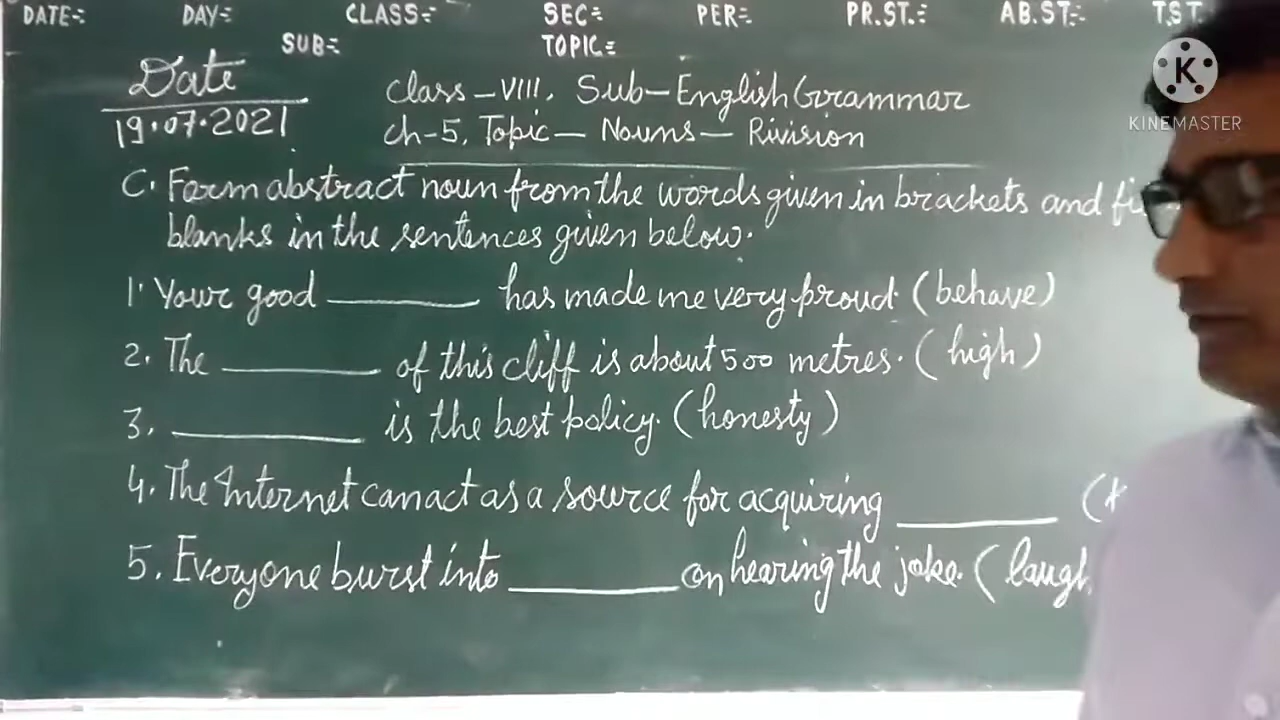 DATE:- DAY:- CLASS:- SEC:- PER:- PR.ST.:- AB.ST:- T.ST.
SUB:- TOPIC:-
Date
19.07.2021
Class – VIII, Sub – English Grammar
Ch-5, Topic – Nouns – Rivision
K
KINEMASTER
C. Form abstract noun from the words given in brackets and
blanks in the sentences given below.
1. Your good ______ has made me very proud. (behave)
2. The ______ of this cliff is about 500 metres. (high)
3. ______ is the best policy. (honesty)
4. The Internet can act as a source for acquiring ______ (
5. Everyone burst into ______ on hearing the joke. (laugh